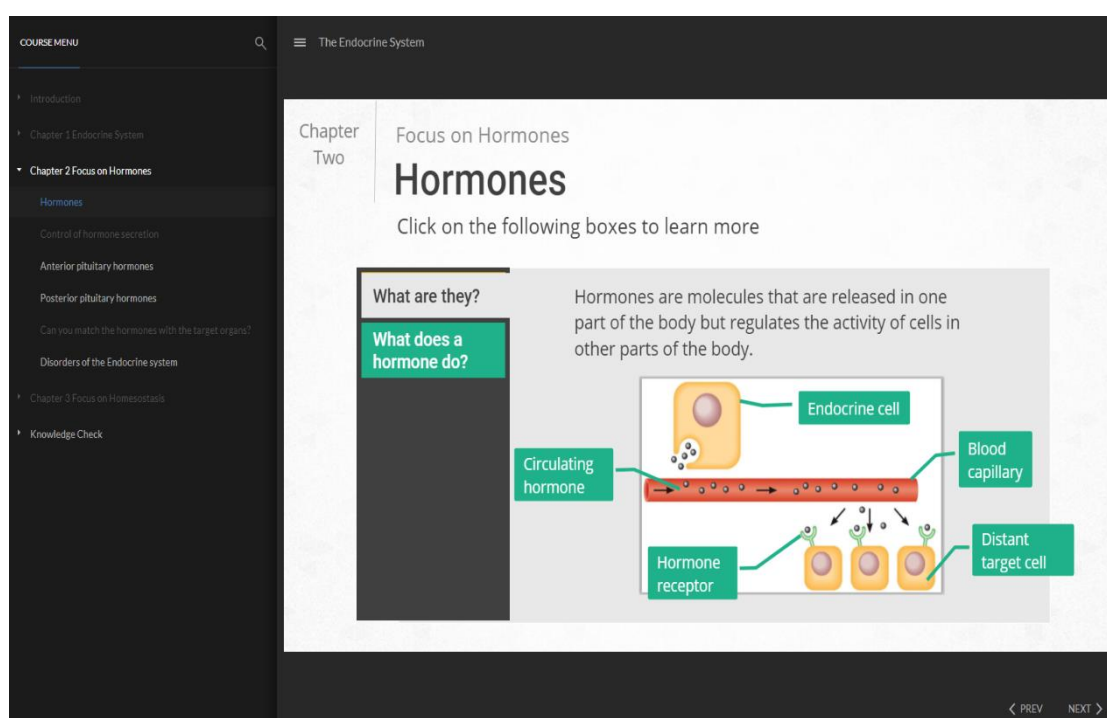 COURSE MENU
Introduction
Chapter 1 Endocrine System
Chapter 2 Focus on Hormones
Hormones
Control of hormone secretion
Anterior pituitary hormones
Posterior pituitary hormones
Can you match the hormones with the target organs?
Disorders of the Endocrine system
Chapter 3 Focus on Homesostasis
Knowledge Check
The Endocrine System
Chapter
Two
Focus on Hormones
Hormones
Click on the following boxes to learn more
What are they?
What does a
hormone do?
Hormones are molecules that are released in one
part of the body but regulates the activity of cells in
other parts of the body.
Endocrine cell
Circulating
hormone
Blood
capillary
Hormone
receptor
Distant
target cell
PREV
NEXT